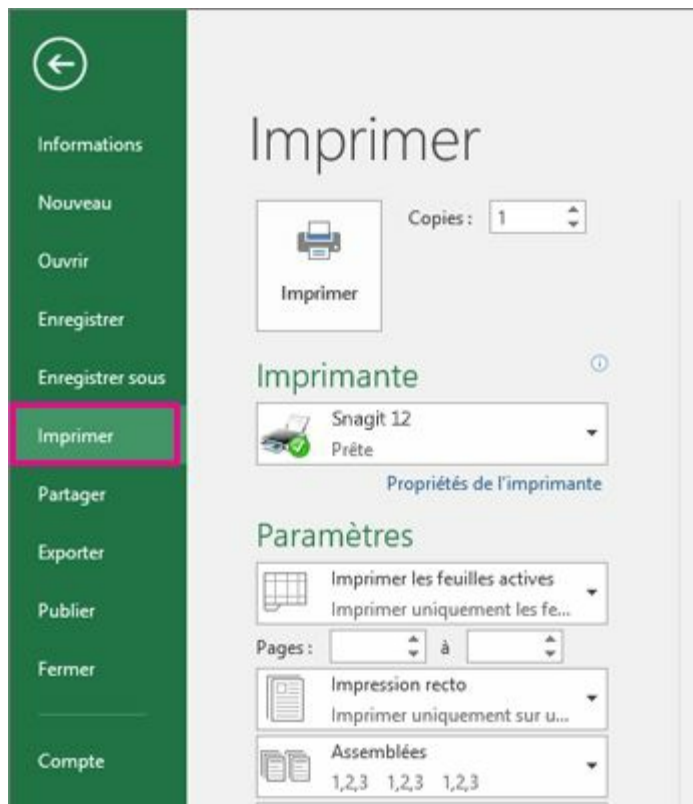 Informations
Nouveau
Ouvrir
Enregistrer
Enregistrer sous
Imprimer
Partager
Exporter
Publier
Fermer
Compte
Imprimer
Copies : 1
Imprimer
Imprimante
Snagit 12
Prête
Propriétés de l'imprimante
Paramètres
Imprimer les feuilles actives
Imprimer uniquement les fe...
Pages : à
Impression recto
Imprimer uniquement sur u...
Assemblées
1,2,3 1,2,3 1,2,3